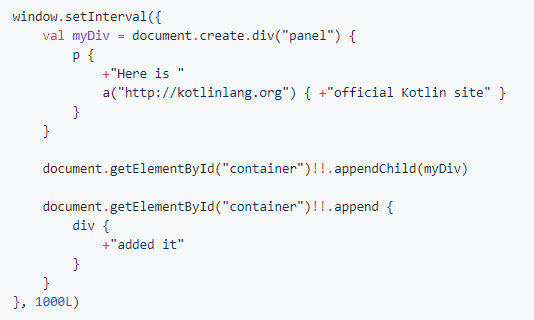 window.setInterval({
    val myDiv = document.create.div("panel") {
        p {
            +"Here is "
            a("http://kotlinlang.org") { +"official Kotlin site" }
        }
    }

    document.getElementById("container")!!.appendChild(myDiv)

    document.getElementById("container")!!.append {
        div {
            +"added it"
        }
    }
}, 1000L)